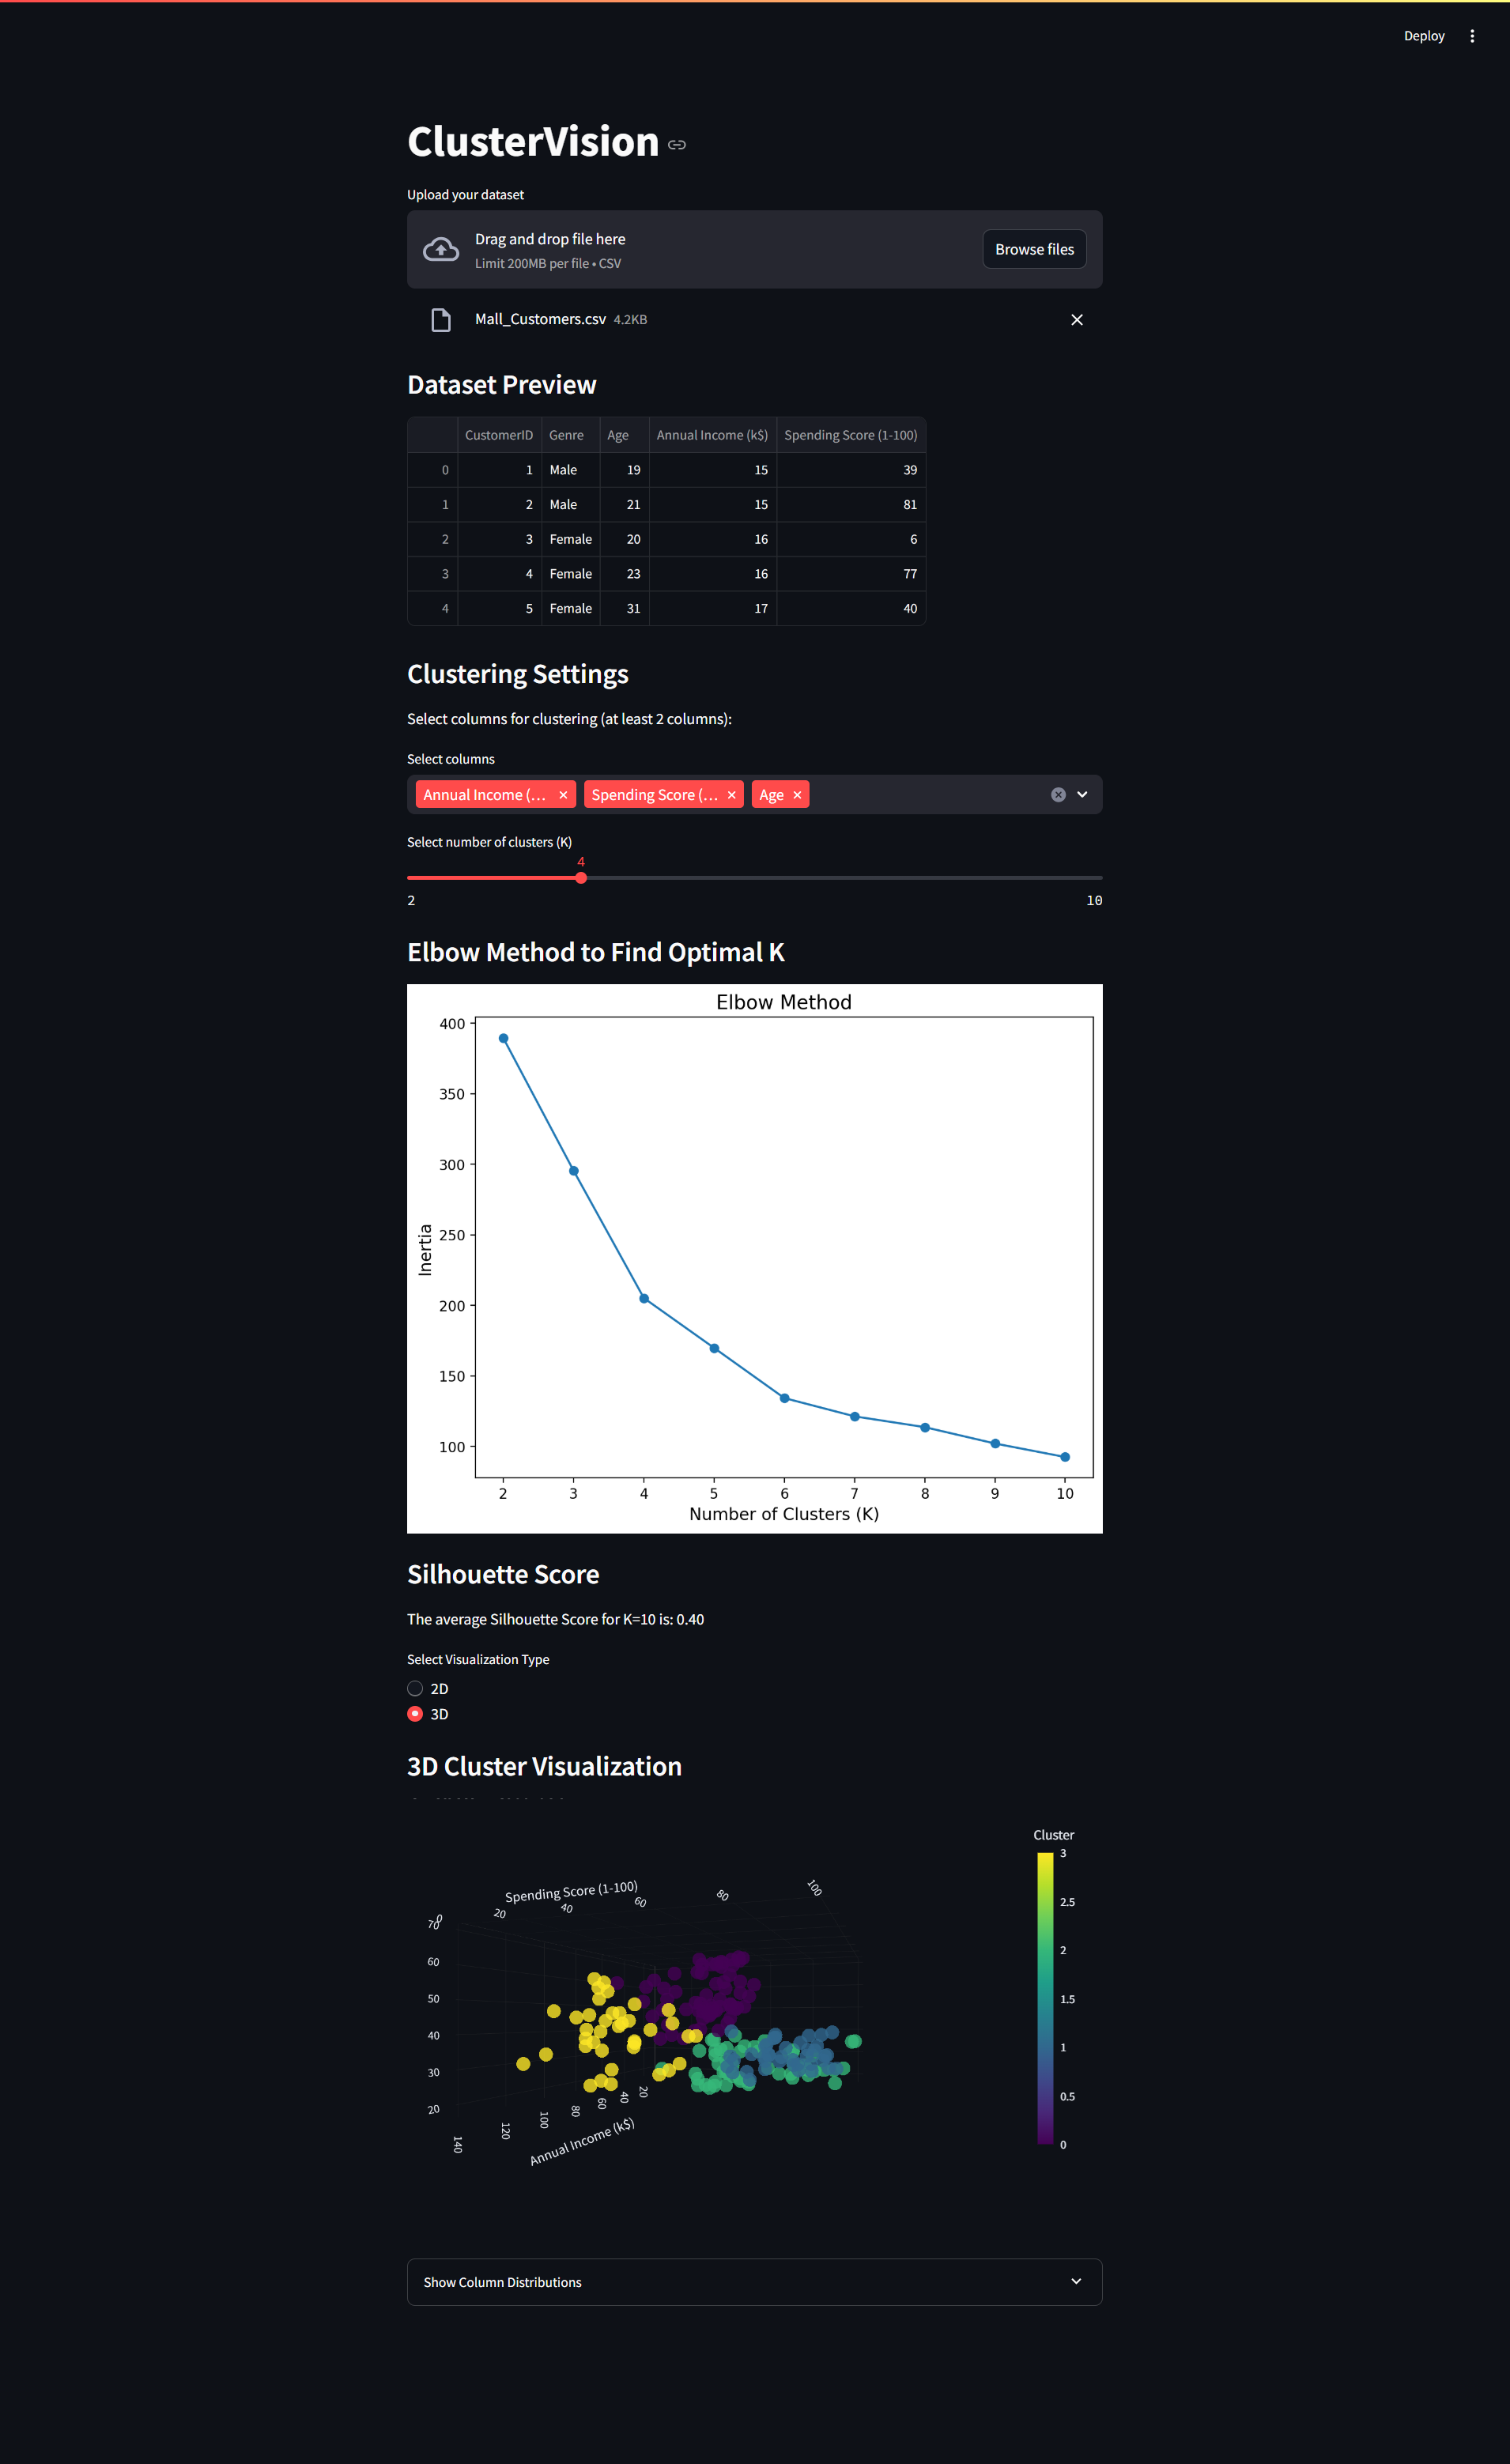 Deploy
ClusterVision
Upload your dataset
Drag and drop file here
Limit 200MB per file • CSV
Browse files
Mall_Customers.csv 4.2KB
Dataset Preview
CustomerID Genre Age Annual Income (k$) Spending Score (1-100)
0 1 Male 19 15 39
1 2 Male 21 15 81
2 3 Female 20 16 6
3 4 Female 23 16 77
4 5 Female 31 17 40
Clustering Settings
Select columns for clustering (at least 2 columns):
Select columns
Annual Income (... Spending Score (... Age
Select number of clusters (K)
4
2 10
Elbow Method to Find Optimal K
Elbow Method
400
350
300
250
200
150
100
Inertia
2 3 4 5 6 7 8 9 10
Number of Clusters (K)
Silhouette Score
The average Silhouette Score for K=10 is: 0.40
Select Visualization Type
2D
3D
3D Cluster Visualization
Cluster
3
2.5
2
1.5
1
0.5
0
Spending Score (1-100)
0 20 40 60 80 100
70
60
50
40
30
20
140 120 100 80 60 40 20
Annual Income (k$)
Show Column Distributions